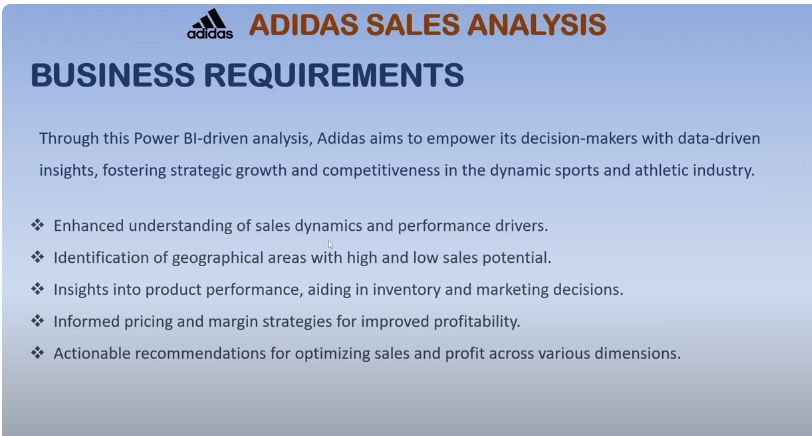 adidas
ADIDAS SALES ANALYSIS
BUSINESS REQUIREMENTS
Through this Power BI-driven analysis, Adidas aims to empower its decision-makers with data-driven
insights, fostering strategic growth and competitiveness in the dynamic sports and athletic industry.
❖ Enhanced understanding of sales dynamics and performance drivers.
❖ Identification of geographical areas with high and low sales potential.
❖ Insights into product performance, aiding in inventory and marketing decisions.
❖ Informed pricing and margin strategies for improved profitability.
❖ Actionable recommendations for optimizing sales and profit across various dimensions.